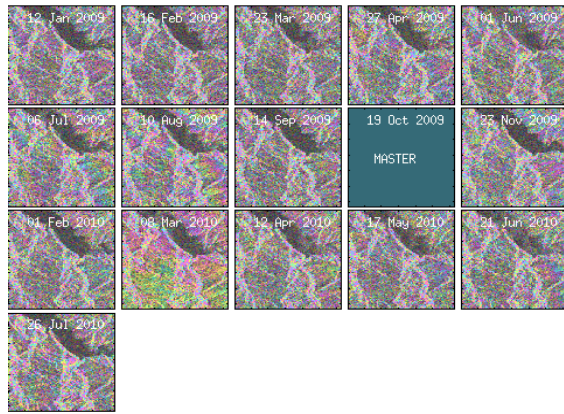 12 Jan 2009
16 Feb 2009
23 Mar 2009
27 Apr 2009
01 Jun 2009
06 Jul 2009
10 Aug 2009
14 Sep 2009
19 Oct 2009
MASTER
23 Nov 2009
01 Feb 2010
08 Mar 2010
12 Apr 2010
17 May 2010
21 Jun 2010
26 Jul 2010